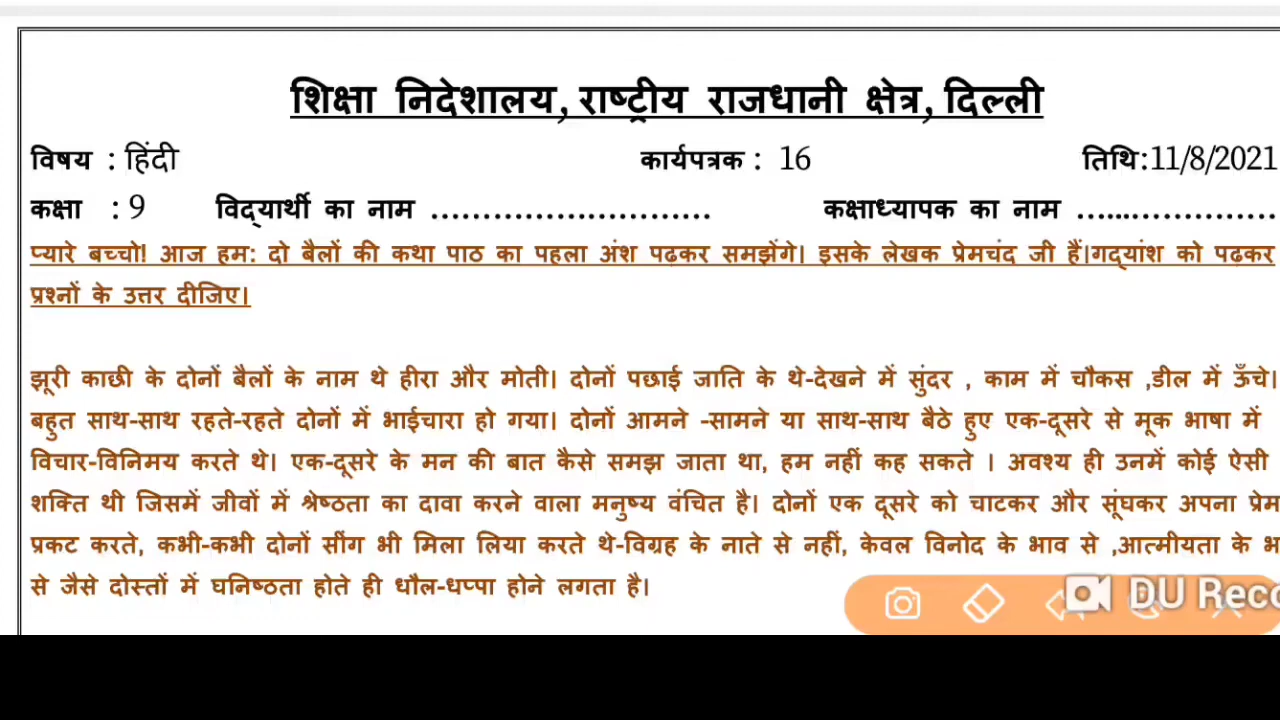 शिक्षा निदेशालय, राष्ट्रीय राजधानी क्षेत्र, दिल्ली
विषय : हिंदी कार्यपत्रक : 16 तिथि:11/8/2021
कक्षा : 9 विद्यार्थी का नाम ........................... कक्षाध्यापक का नाम ....................
प्यारे बच्चो! आज हम: दो बैलों की कथा पाठ का पहला अंश पढ़कर समझेंगे। इसके लेखक प्रेमचंद जी हैं।गद्यांश को पढकर
प्रश्नों के उत्तर दीजिए।
झूरी काछी के दोनों बैलों के नाम थे हीरा और मोती। दोनों पछाई जाति के थे-देखने में सुंदर , काम में चौकस ,डील में ऊँचे।
बहुत साथ-साथ रहते-रहते दोनों में भाईचारा हो गया। दोनों आमने -सामने या साथ-साथ बैठे हुए एक-दूसरे से मूक भाषा में
विचार-विनिमय करते थे। एक-दूसरे के मन की बात कैसे समझ जाता था, हम नहीं कह सकते । अवश्य ही उनमें कोई ऐसी
शक्ति थी जिसमें जीवों में श्रेष्ठता का दावा करने वाला मनुष्य वंचित है। दोनों एक दूसरे को चाटकर और सूंघकर अपना प्रेम
प्रकट करते, कभी-कभी दोनों सींग भी मिला लिया करते थे-विग्रह के नाते से नहीं, केवल विनोद के भाव से ,आत्मीयता के
से जैसे दोस्तों में घनिष्ठता होते ही धौल-धप्पा होने लगता है।
DU